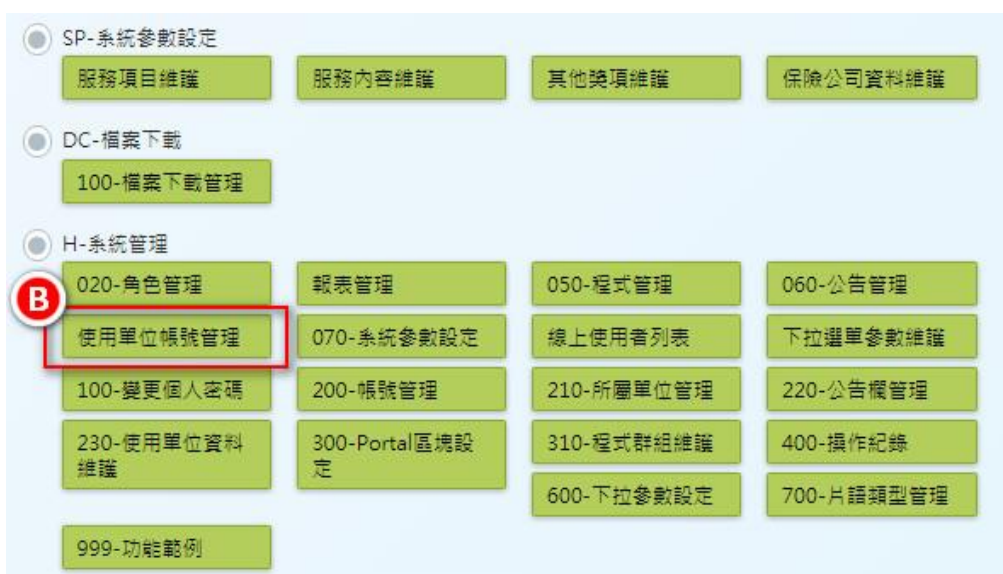 SP-系統參數設定
服務項目維護 服務內容維護 其他獎項維護 保險公司資料維護
DC-檔案下載
100-檔案下載管理
H-系統管理
020-角色管理 報表管理 050-程式管理 060-公告管理
B
使用單位帳號管理 070-系統參數設定 線上使用者列表 下拉選單參數維護
100-變更個人密碼 200-帳號管理 210-所屬單位管理 220-公告欄管理
230-使用單位資料
維護
300-Portal區塊設
定
310-程式群組維護 400-操作紀錄
600-下拉參數設定 700-片語類型管理
999-功能範例